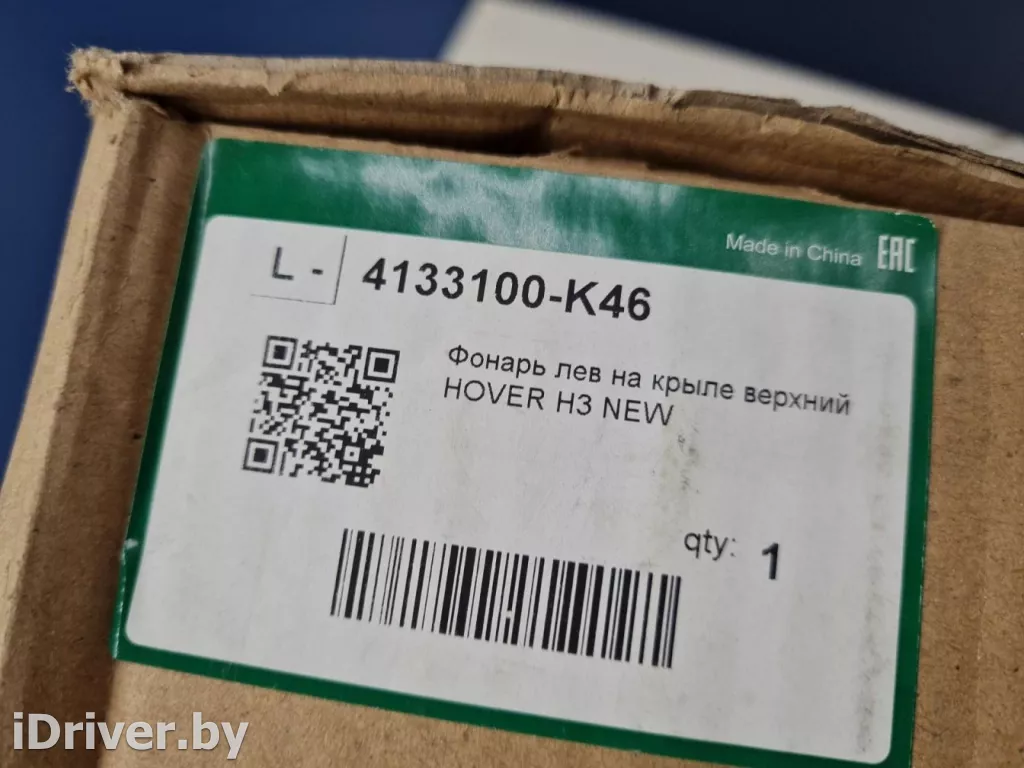 Made in China EAC
L - 4133100-K46
Фонарь лев на крыле верхний
HOVER H3 NEW
qty: 1
iDriver.by